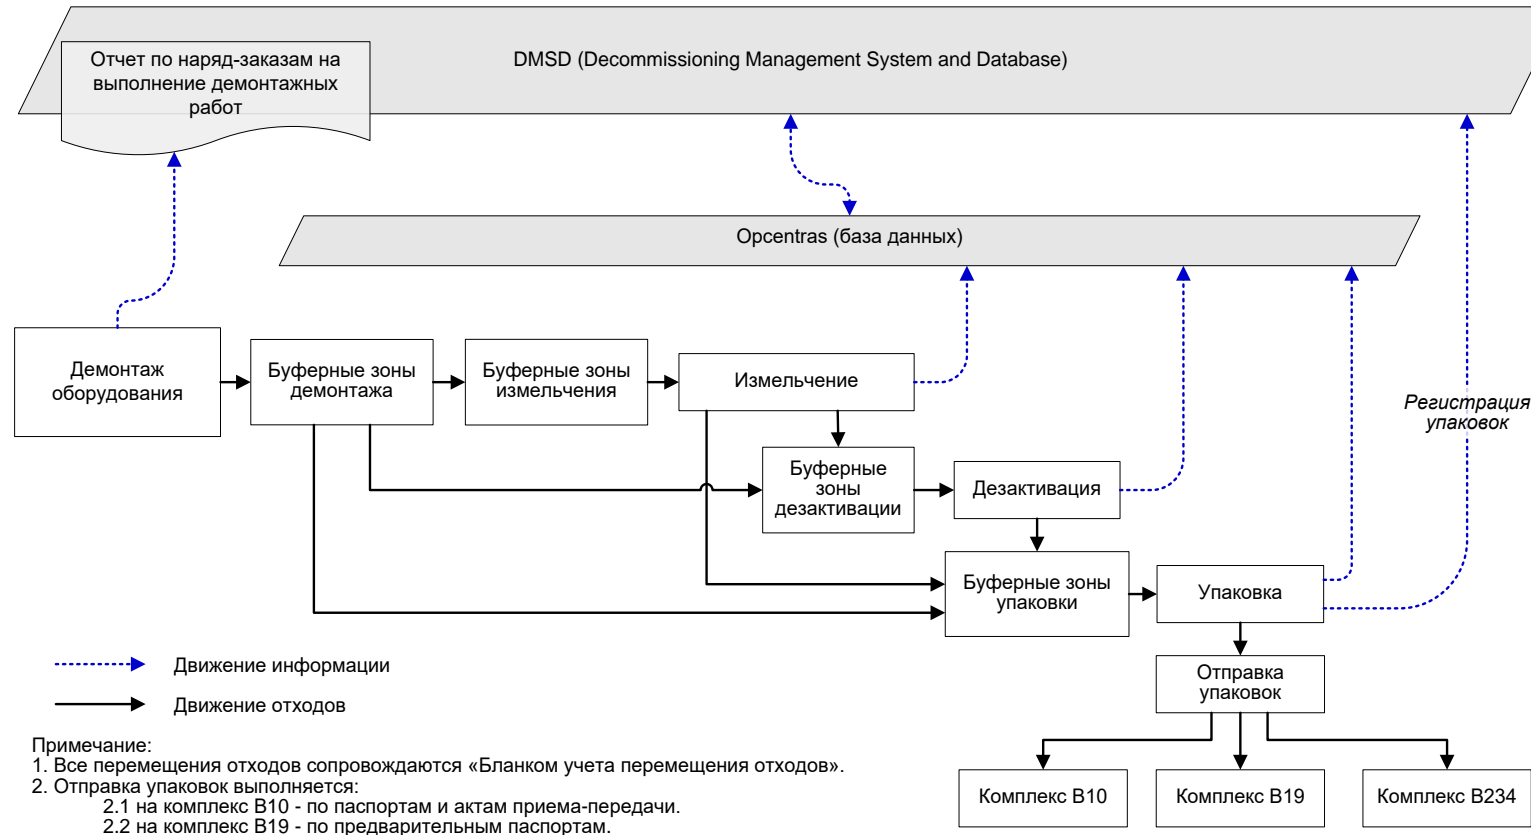 DMSD (Decommissioning Management System and Database)
Отчет по наряд-заказам на
выполнение демонтажных
работ
Opcentras (база данных)
Демонтаж
оборудования
Буферные зоны
демонтажа
Буферные зоны
измельчения
Измельчение
Регистрация
упаковок
Буферные
зоны
дезактивации
Дезактивация
Буферные зоны
упаковки
Упаковка
Отправка
упаковок
Движение информации
Движение отходов
Комплекс В10
Комплекс В19
Комплекс В234
Примечание:
1. Все перемещения отходов сопровождаются «Бланком учета перемещения отходов».
2. Отправка упаковок выполняется:
2.1 на комплекс В10 - по паспортам и актам приема-передачи.
2.2 на комплекс В19 - по предварительным паспортам.